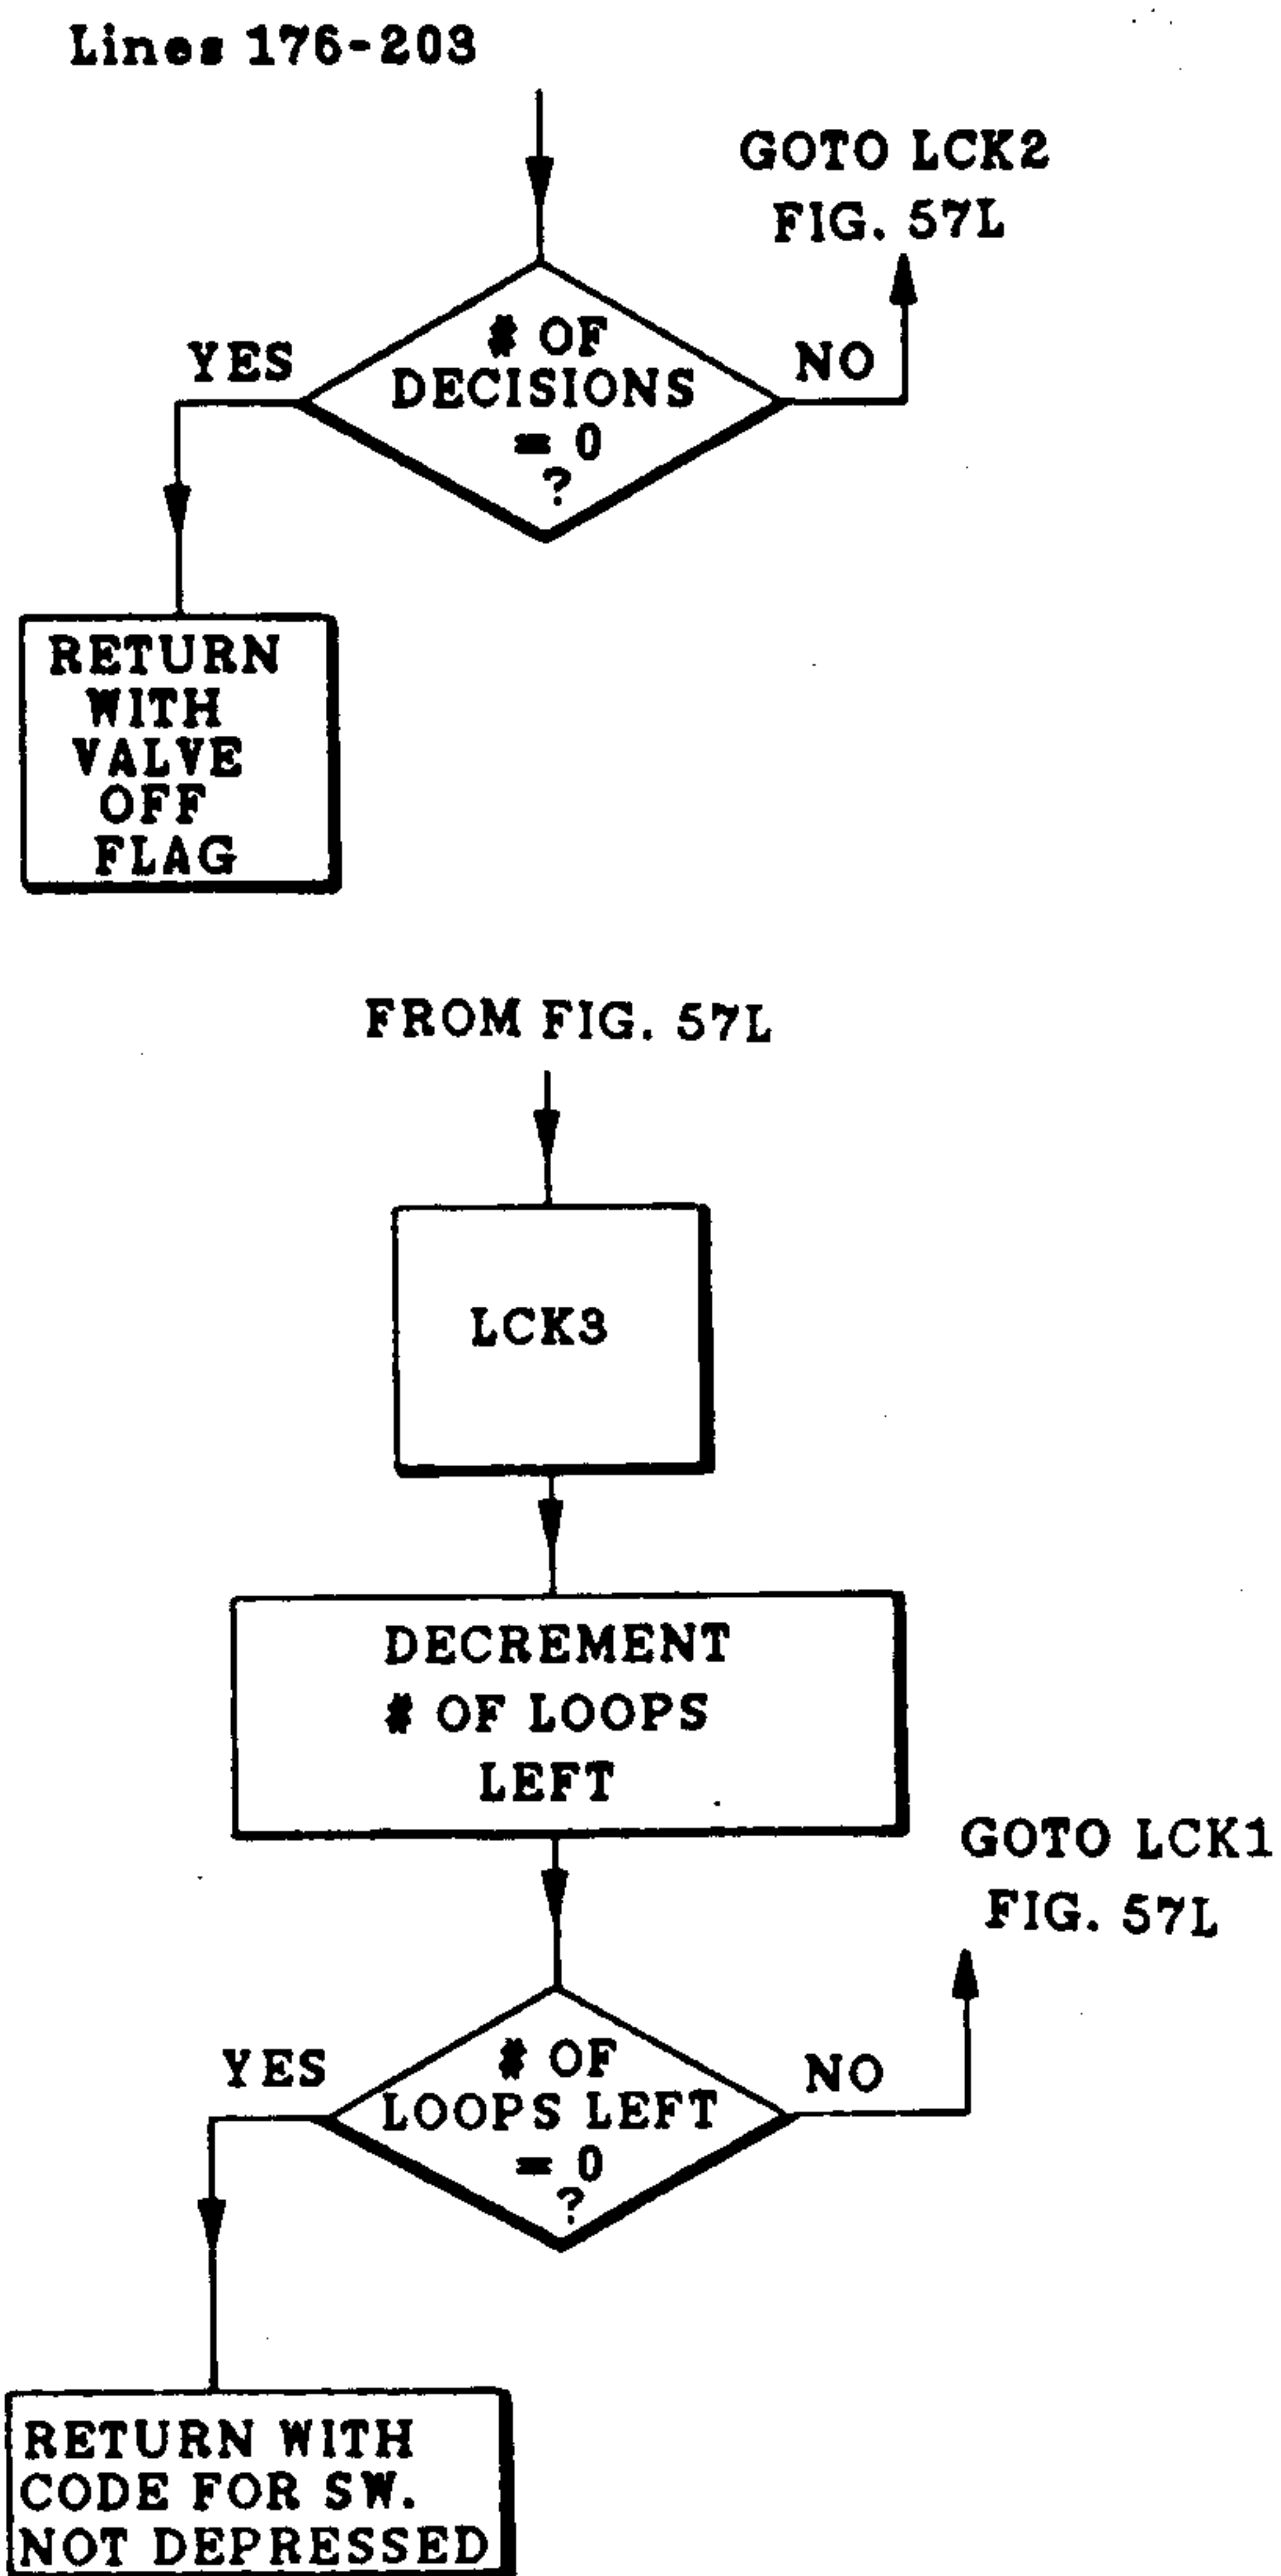 Lines 176-203
GOTO LCK2
FIG. 57L
# OF
DECISIONS
= 0
?
YES
NO
RETURN
WITH
VALVE
OFF
FLAG
FROM FIG. 57L
LCK3
DECREMENT
# OF LOOPS
LEFT
GOTO LCK1
FIG. 57L
# OF
LOOPS LEFT
= 0
?
YES
NO
RETURN WITH
CODE FOR SW.
NOT DEPRESSED